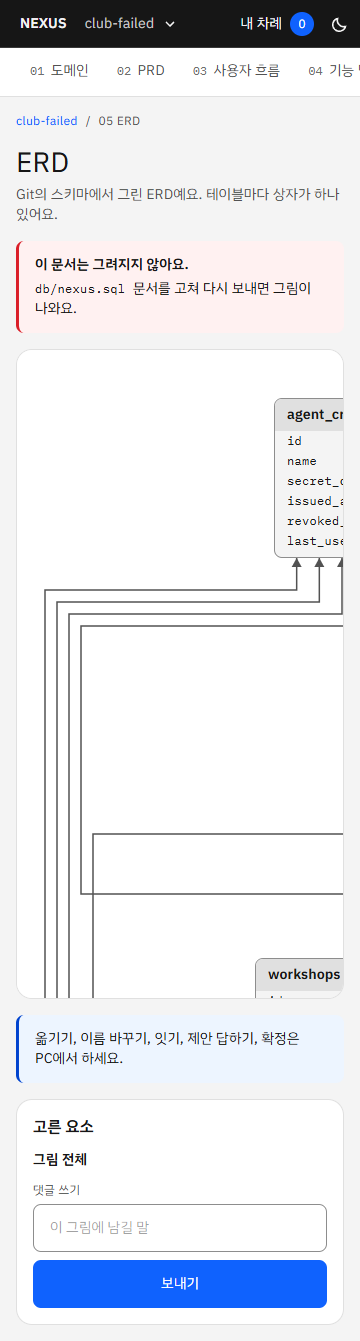 NEXUS club-failed 내 차례 0
01 도메인 02 PRD 03 사용자 흐름 04 기능
club-failed / 05 ERD
ERD
Git의 스키마에서 그린 ERD예요. 테이블마다 상자가 하나
있어요.
이 문서는 그려지지 않아요.
db/nexus.sql 문서를 고쳐 다시 보내면 그림이
나와요.
agent_cr
id
name
secret_
issued_a
revoked_
last_use
workshops
옮기기, 이름 바꾸기, 잇기, 제안 답하기, 확정은
PC에서 하세요.
고른 요소
그림 전체
댓글 쓰기
이 그림에 남길 말
보내기